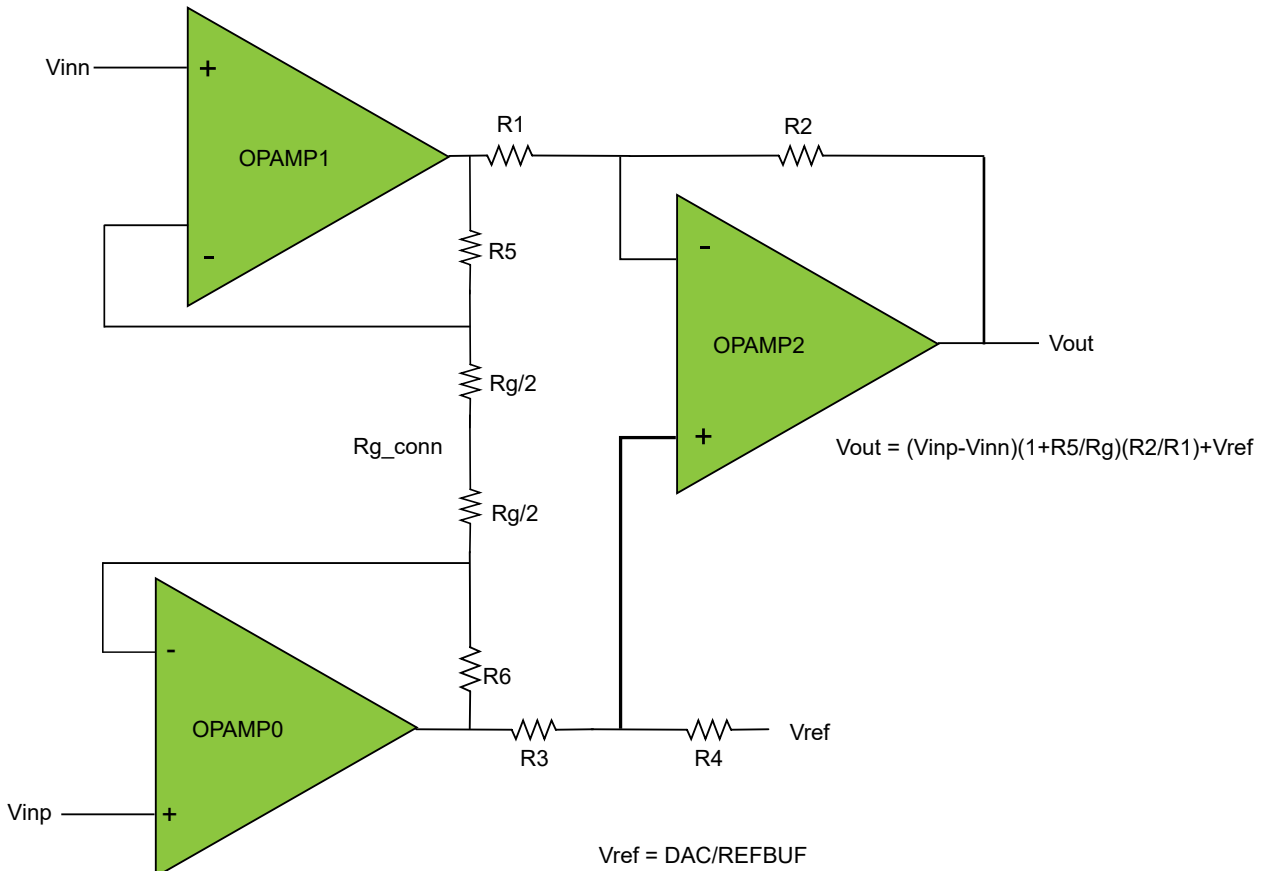 Vinn
+
OPAMP1
-
R1
R2
R5
-
OPAMP2
+
Vout
Rg/2
Rg_conn
Vout = (Vinp-Vinn)(1+R5/Rg)(R2/R1)+Vref
Rg/2
-
R6
OPAMP0
R3
R4
Vref
Vinp
+
Vref = DAC/REFBUF